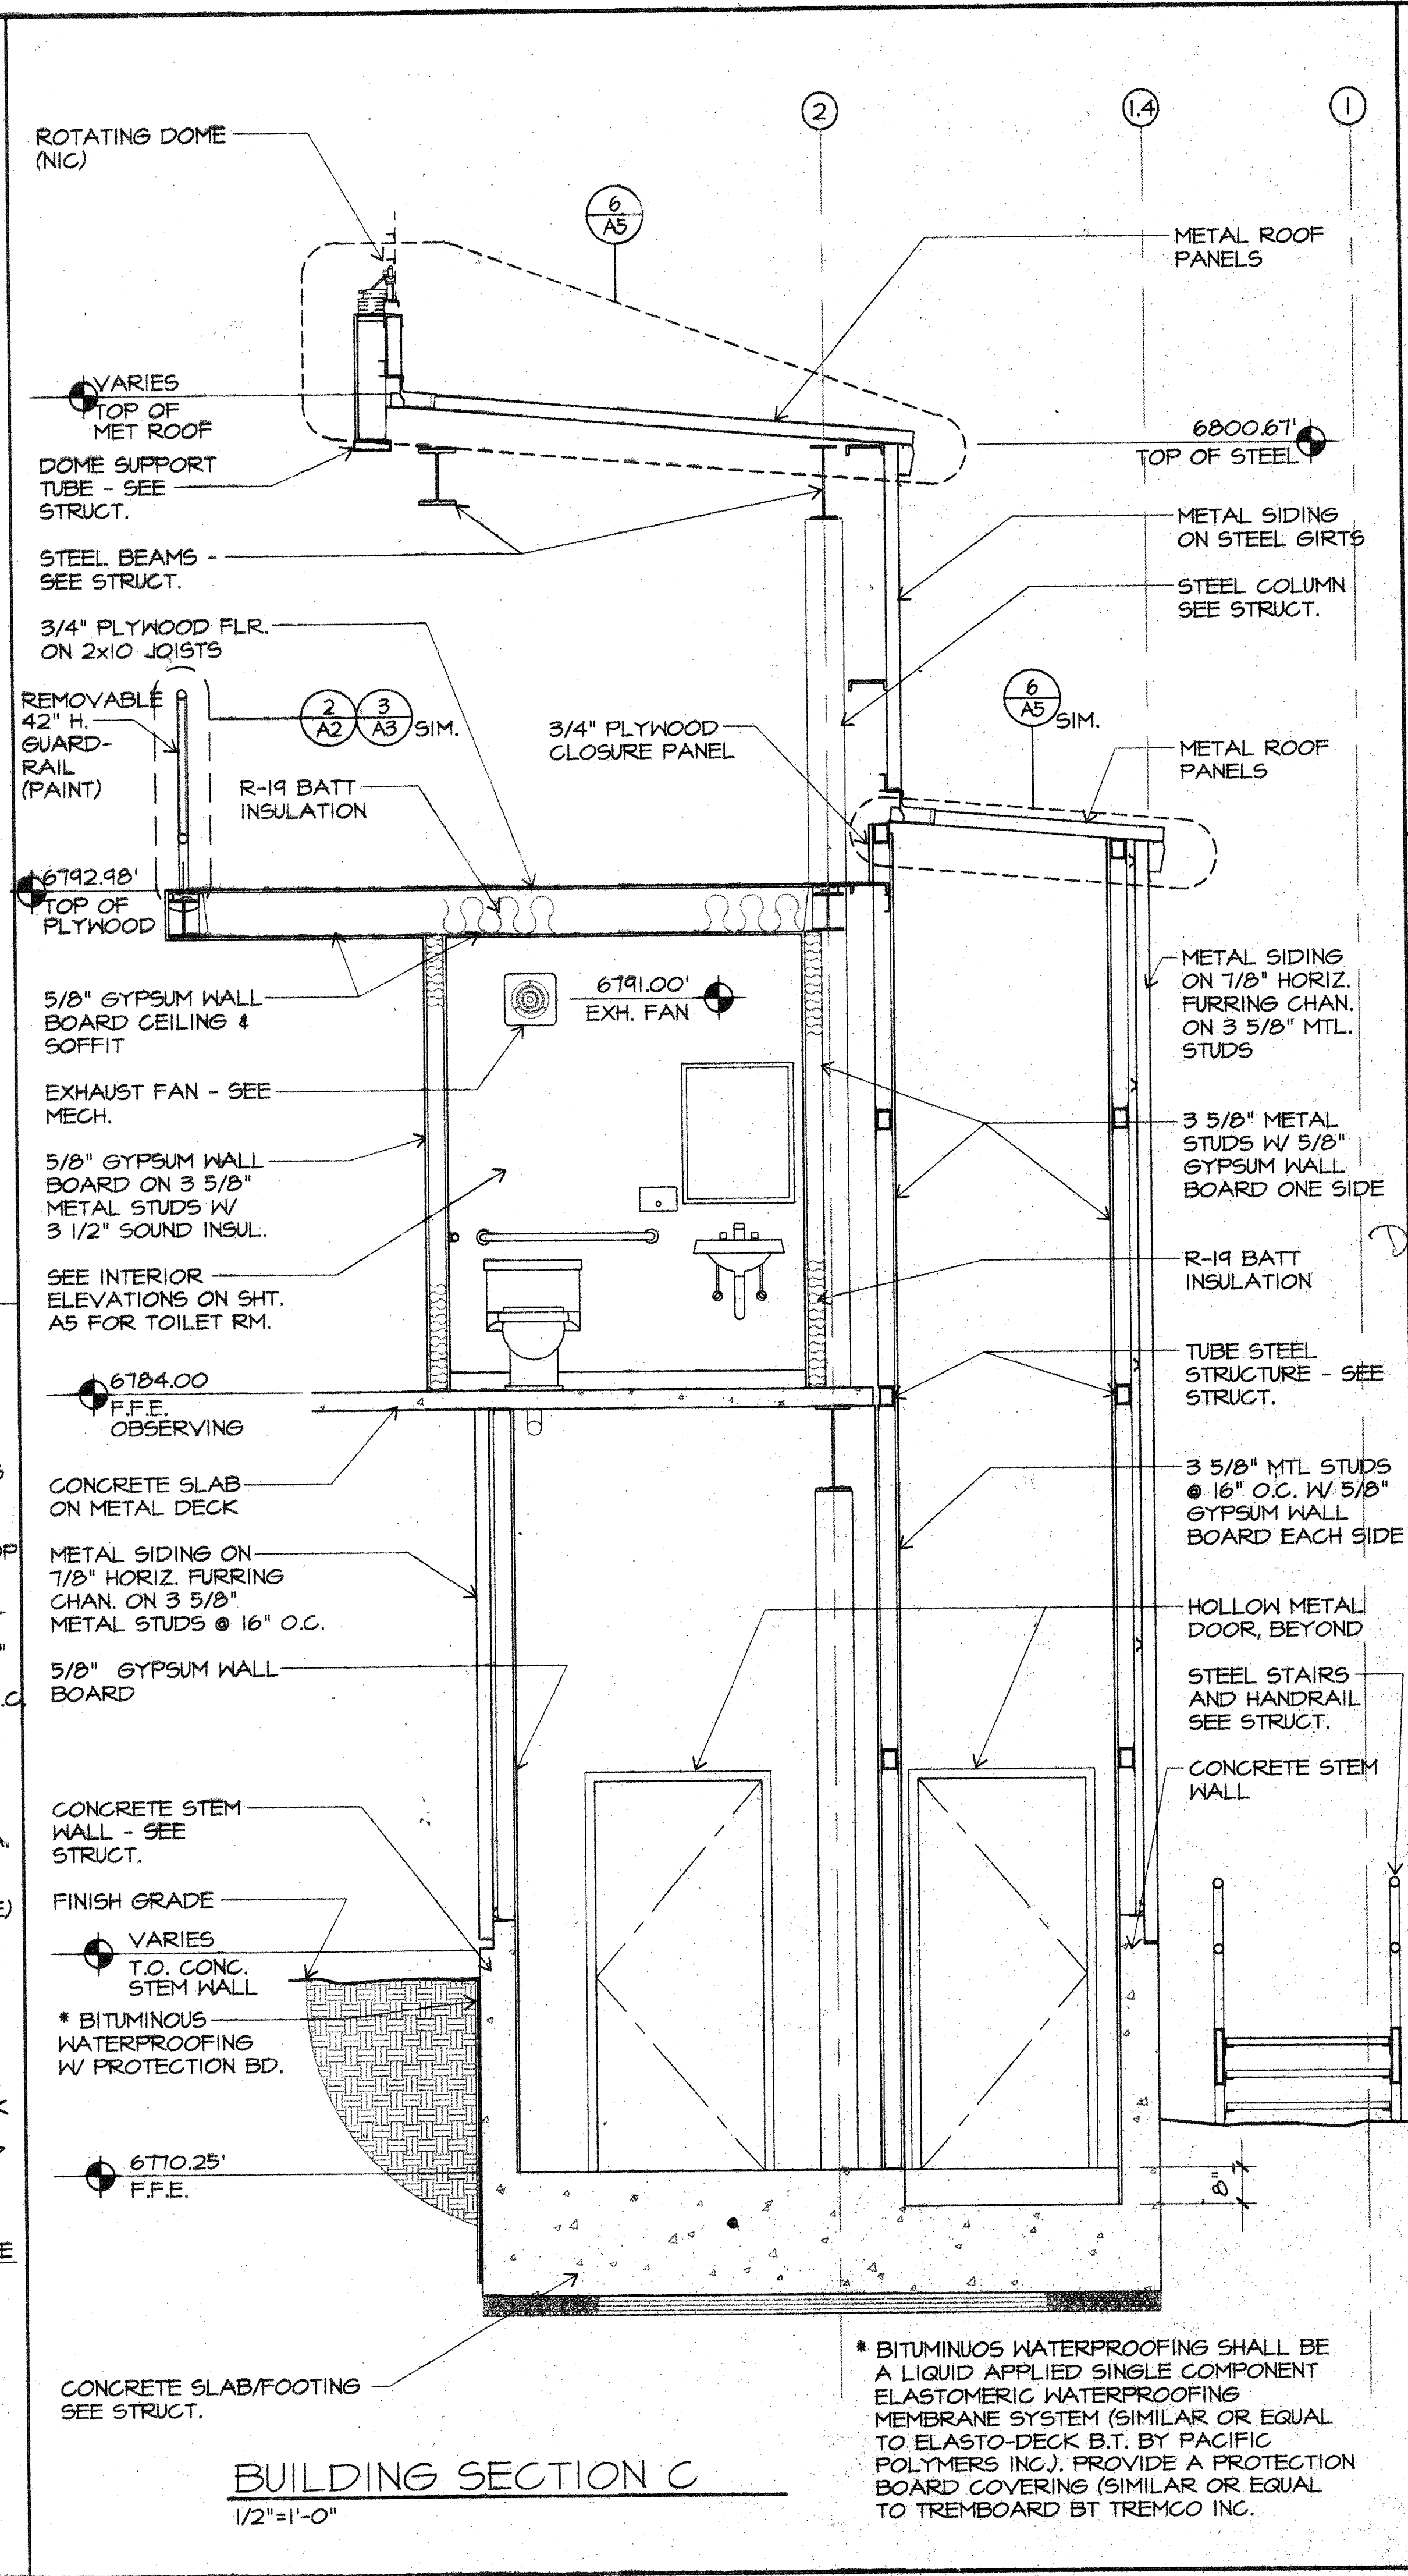 2
1.4
1
ROTATING DOME
(NIC)
6
A5
METAL ROOF
PANELS
VARIES
TOP OF
MET ROOF
6800.67'
TOP OF STEEL
DOME SUPPORT
TUBE - SEE
STRUCT.
METAL SIDING
ON STEEL GIRTS
STEEL BEAMS -
SEE STRUCT.
STEEL COLUMN
SEE STRUCT.
3/4" PLYWOOD FLR.
ON 2x10 JOISTS
REMOVABLE
42" H.
GUARD-
RAIL
(PAINT)
2
A2
3
A3
SIM.
3/4" PLYWOOD
CLOSURE PANEL
6
A5
SIM.
METAL ROOF
PANELS
R-19 BATT
INSULATION
6792.98'
TOP OF
PLYWOOD
6791.00'
EXH. FAN
METAL SIDING
ON 7/8" HORIZ.
FURRING CHAN.
ON 3 5/8" MTL.
STUDS
5/8" GYPSUM WALL
BOARD CEILING &
SOFFIT
EXHAUST FAN - SEE
MECH.
3 5/8" METAL
STUDS W/ 5/8"
GYPSUM WALL
BOARD ONE SIDE
5/8" GYPSUM WALL
BOARD ON 3 5/8"
METAL STUDS W/
3 1/2" SOUND INSUL.
R-19 BATT
INSULATION
SEE INTERIOR
ELEVATIONS ON SHT.
A5 FOR TOILET RM.
TUBE STEEL
STRUCTURE - SEE
STRUCT.
6784.00
F.F.E.
OBSERVING
CONCRETE SLAB
ON METAL DECK
3 5/8" MTL STUDS
@ 16" O.C. W/ 5/8"
GYPSUM WALL
BOARD EACH SIDE
METAL SIDING ON
7/8" HORIZ. FURRING
CHAN. ON 3 5/8"
METAL STUDS @ 16" O.C.
HOLLOW METAL
DOOR, BEYOND
5/8" GYPSUM WALL
BOARD
STEEL STAIRS
AND HANDRAIL
SEE STRUCT.
CONCRETE STEM
WALL
CONCRETE STEM
WALL - SEE
STRUCT.
FINISH GRADE
VARIES
T.O. CONC.
STEM WALL
* BITUMINOUS
WATERPROOFING
W/ PROTECTION BD.
6770.25'
F.F.E.
8"
CONCRETE SLAB/FOOTING
SEE STRUCT.
* BITUMINUOS WATERPROOFING SHALL BE
A LIQUID APPLIED SINGLE COMPONENT
ELASTOMERIC WATERPROOFING
MEMBRANE SYSTEM (SIMILAR OR EQUAL
TO ELASTO-DECK B.T. BY PACIFIC
POLYMERS INC.). PROVIDE A PROTECTION
BOARD COVERING (SIMILAR OR EQUAL
TO TREMBOARD BT TREMCO INC.
BUILDING SECTION C
1/2"=1'-0"